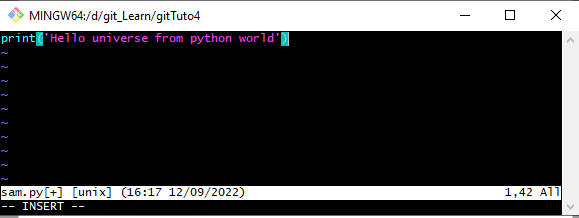 MINGW64:/d/git_Learn/gitTuto4
print('Hello universe from python world')
~
~
~
~
~
~
~
~
~
sam.py[+] [unix] (16:17 12/09/2022) 1,42 All
-- INSERT --